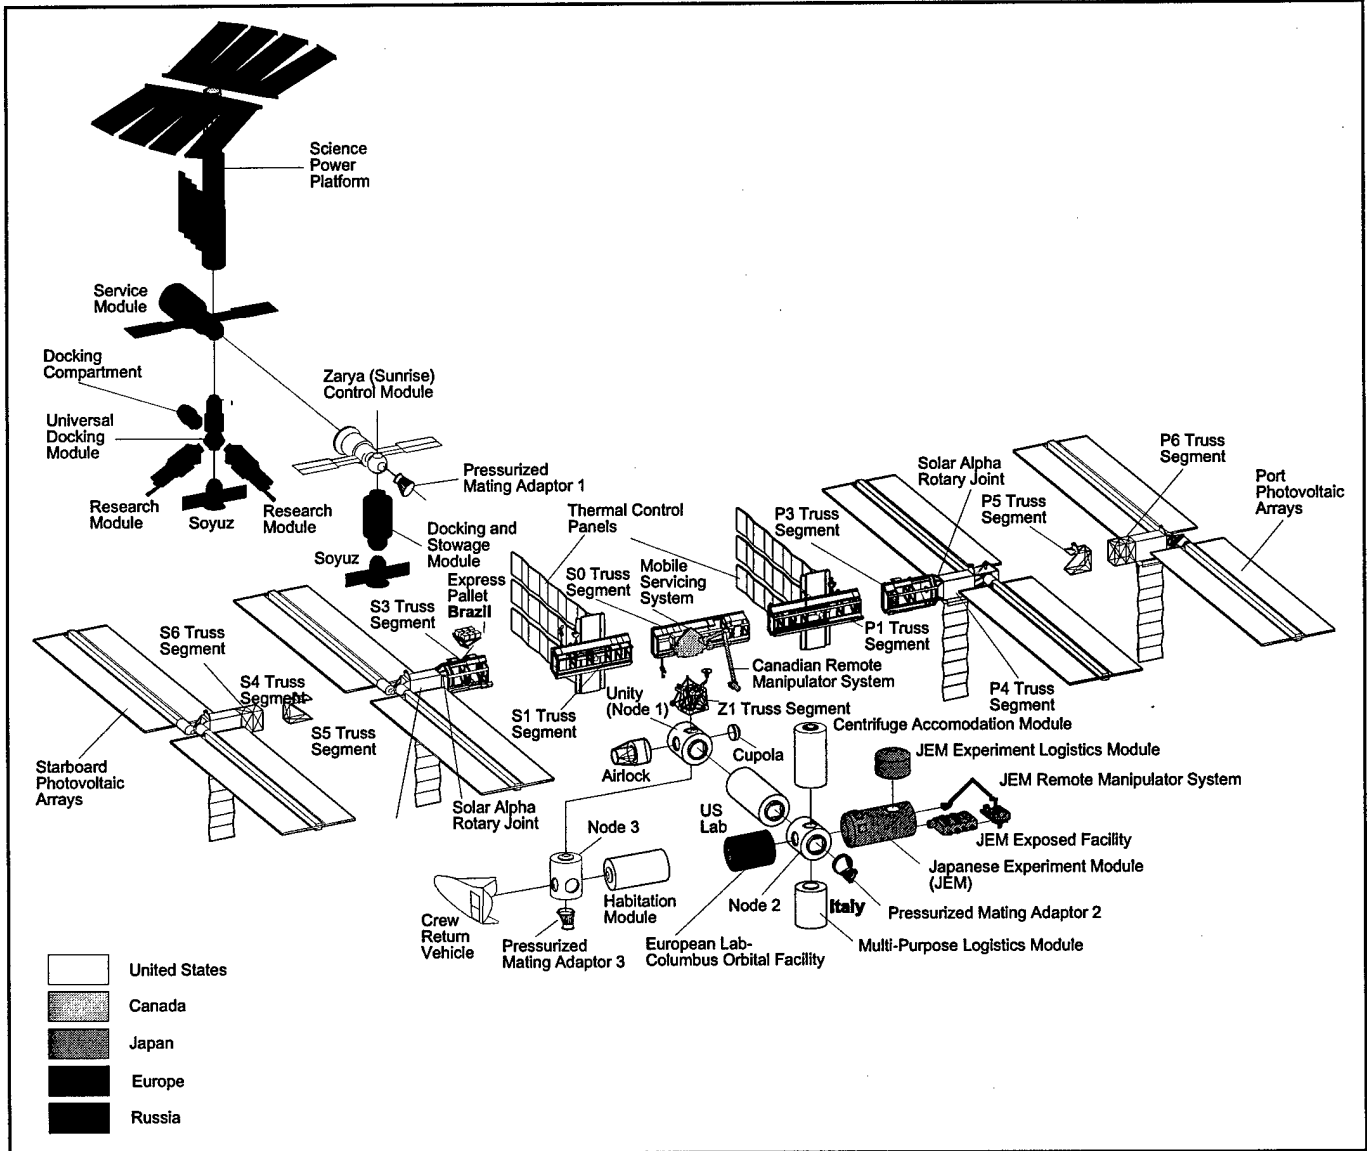 Science
Power
Platform
Service
Module
Docking
Compartment
Zarya (Sunrise)
Control Module
Universal
Docking
Module
Pressurized
Mating Adaptor 1
Research
Module
Soyuz
Research
Module
Docking and
Stowage
Module
Soyuz
Express
Pallet
Brazil
Thermal Control
Panels
S0 Truss
Segment
Mobile
Servicing
System
P3 Truss
Segment
Solar Alpha
Rotary Joint
P5 Truss
Segment
P6 Truss
Segment
Port
Photovoltaic
Arrays
S3 Truss
Segment
S6 Truss
Segment
S4 Truss
Segment
S5 Truss
Segment
S1 Truss
Segment
P1 Truss
Segment
Canadian Remote
Manipulator System
P4 Truss
Segment
Unity
(Node 1)
Z1 Truss Segment
Centrifuge Accomodation Module
Starboard
Photovoltaic
Arrays
Airlock
Cupola
JEM Experiment Logistics Module
JEM Remote Manipulator System
Solar Alpha
Rotary Joint
US
Lab
Node 3
JEM Exposed Facility
Japanese Experiment Module
(JEM)
Crew
Return
Vehicle
Habitation
Module
Node 2
Italy
Pressurized Mating Adaptor 2
Pressurized
Mating Adaptor 3
European Lab-
Columbus Orbital Facility
Multi-Purpose Logistics Module
United States
Canada
Japan
Europe
Russia